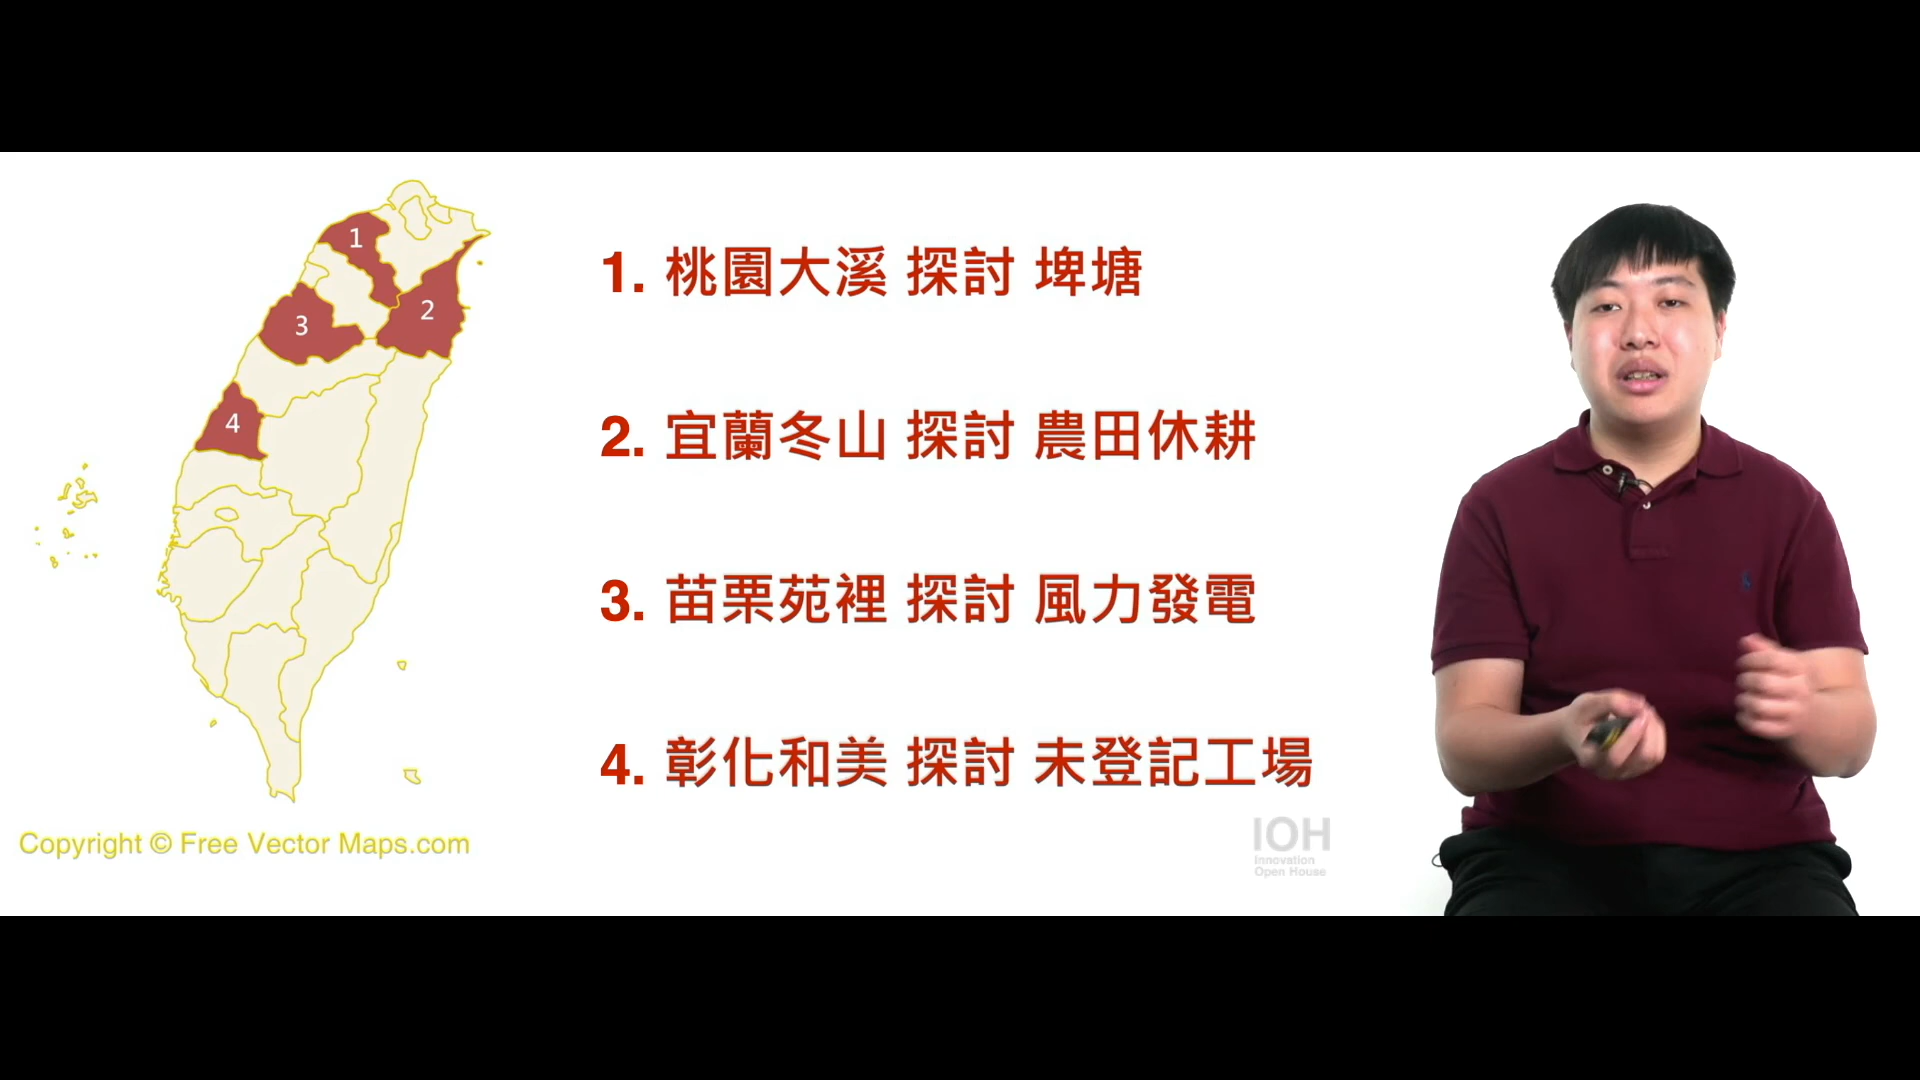 1
2
3
4
1. 桃園大溪 探討 埤塘
2. 宜蘭冬山 探討 農田休耕
3. 苗栗苑裡 探討 風力發電
4. 彰化和美 探討 未登記工場
Copyright © Free Vector Maps.com
IOH
Innovation
Open House